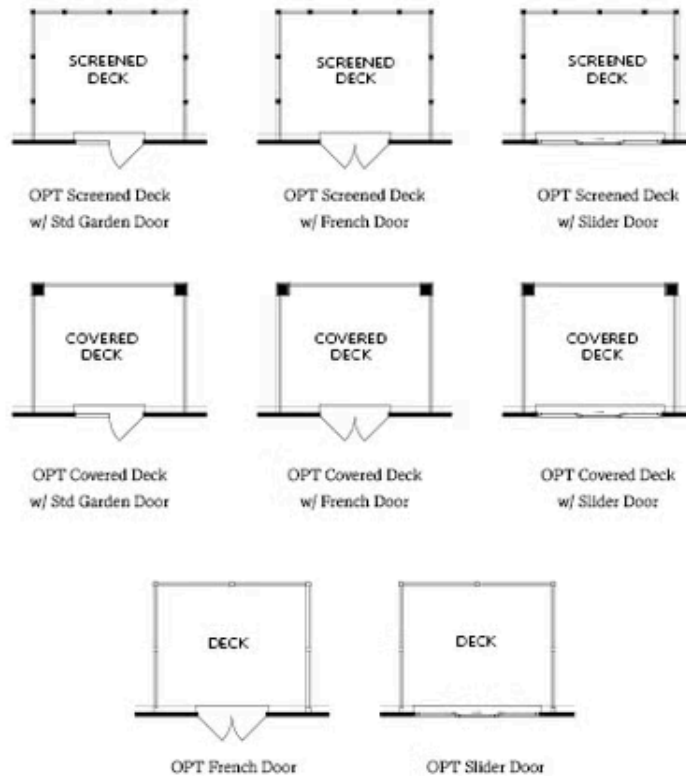 SCREENED
DECK
SCREENED
DECK
SCREENED
DECK
OPT Screened Deck
w/ Std Garden Door
OPT Screened Deck
w/ French Door
OPT Screened Deck
w/ Slider Door
COVERED
DECK
COVERED
DECK
COVERED
DECK
OPT Covered Deck
w/ Std Garden Door
OPT Covered Deck
w/ French Door
OPT Covered Deck
w/ Slider Door
DECK
DECK
OPT French Door
OPT Slider Door